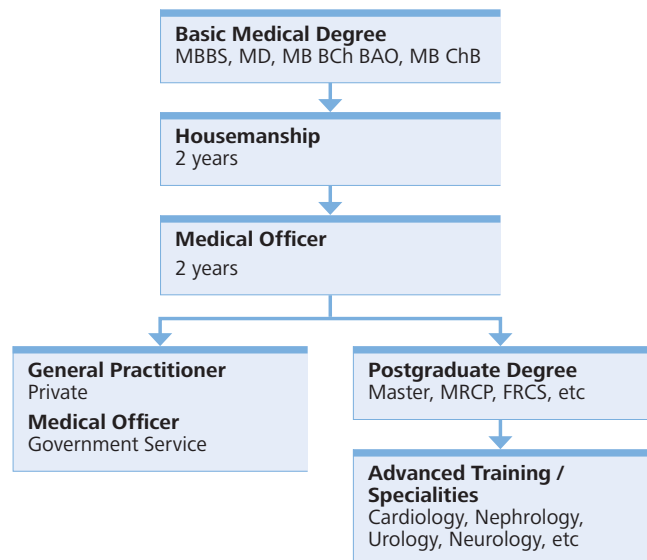 Basic Medical Degree
MBBS, MD, MB BCh BAO, MB ChB
Housemanship
2 years
Medical Officer
2 years
General Practitioner
Private
Medical Officer
Government Service
Postgraduate Degree
Master, MRCP, FRCS, etc
Advanced Training /
Specialities
Cardiology, Nephrology,
Urology, Neurology, etc